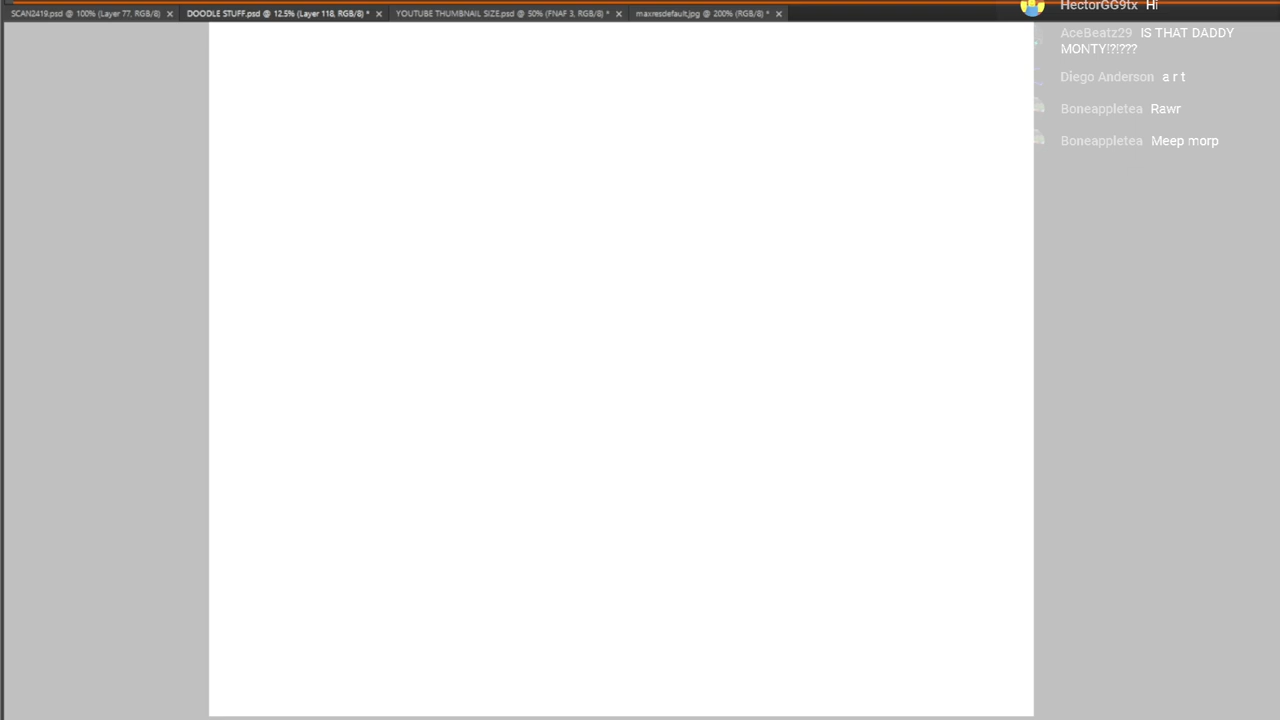 SCAN2419.psd @ 100% (Layer 77, RGB/8) ×
DOODLE STUFF.psd @ 12.5% (Layer 118, RGB/8) * ×
YOUTUBE THUMBNAIL SIZE.psd @ 50% (FNAF 3, RGB/8) * ×
maxresdefault.jpg @ 200% (RGB/8) * ×
HectorGG9tx Hi
AceBeatz29 IS THAT DADDY
MONTY!?!???
Diego Anderson a r t
Boneappletea Rawr
Boneappletea Meep morp